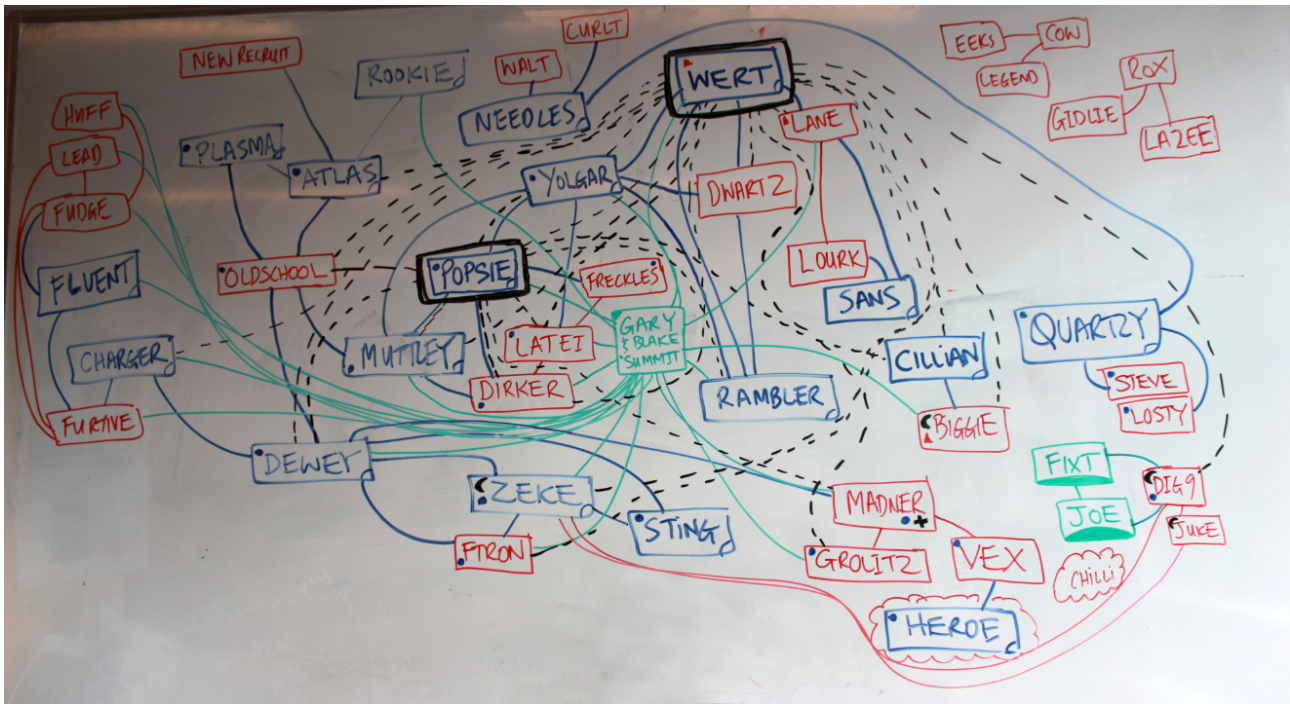 CURLT
NEW RECRUIT
ROOKIE
WALT
WERT
EEKS
COW
LEGEND
ROX
GIDLIE
LAZEE
HUFF
NEEDLES
LANE
LEAD
PLASMA
ATLAS
YOLGAR
DWARTZ
FUDGE
OLDSCHOOL
POPSIE
FRECKLES
LOURK
FLUENT
SANS
GARY
& BLAKE
SUMMIT
QUARTZY
CHARGER
MUTTLEY
LATEI
CILLIAN
DIRKER
RAMBLER
STEVE
LOSTY
FURTIVE
BIGGIE
DEWEY
FIXT
ZEKE
MADNER
DIG9
JOE
STING
JUKE
FTRON
GROLITZ
VEX
CHILLI
HEROE